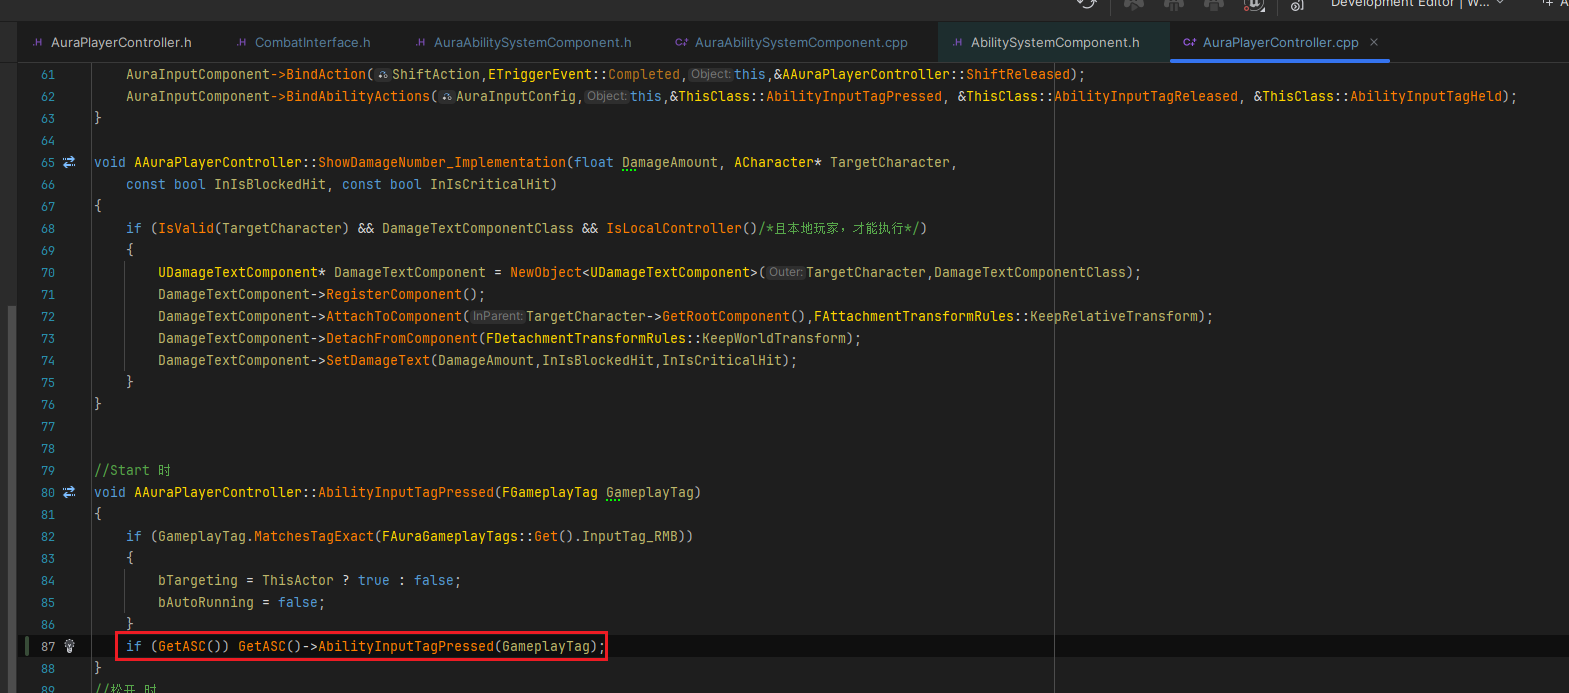 Development Editor | W...
AuraPlayerController.h CombatInterface.h AuraAbilitySystemComponent.h AuraAbilitySystemComponent.cpp AbilitySystemComponent.h AuraPlayerController.cpp
61 AuraInputComponent->BindAction(ShiftAction,ETriggerEvent::Completed,Object:this,&AAuraPlayerController::ShiftReleased);
62 AuraInputComponent->BindAbilityActions(AuraInputConfig,Object:this,&ThisClass::AbilityInputTagPressed, &ThisClass::AbilityInputTagReleased, &ThisClass::AbilityInputTagHeld);
63 }
64
65 void AAuraPlayerController::ShowDamageNumber_Implementation(float DamageAmount, ACharacter* TargetCharacter,
66 const bool InIsBlockedHit, const bool InIsCriticalHit)
67 {
68 if (IsValid(TargetCharacter) && DamageTextComponentClass && IsLocalController()/*且本地玩家，才能执行*/)
69 {
70 UDamageTextComponent* DamageTextComponent = NewObject<UDamageTextComponent>(Outer:TargetCharacter,DamageTextComponentClass);
71 DamageTextComponent->RegisterComponent();
72 DamageTextComponent->AttachToComponent(InParent:TargetCharacter->GetRootComponent(),FAttachmentTransformRules::KeepRelativeTransform);
73 DamageTextComponent->DetachFromComponent(FDetachmentTransformRules::KeepWorldTransform);
74 DamageTextComponent->SetDamageText(DamageAmount,InIsBlockedHit,InIsCriticalHit);
75 }
76 }
77
78
79 //Start 时
80 void AAuraPlayerController::AbilityInputTagPressed(FGameplayTag GameplayTag)
81 {
82 if (GameplayTag.MatchesTagExact(FAuraGameplayTags::Get().InputTag_RMB))
83 {
84 bTargeting = ThisActor ? true : false;
85 bAutoRunning = false;
86 }
87 if (GetASC()) GetASC()->AbilityInputTagPressed(GameplayTag);
88 }
89 //松开 时